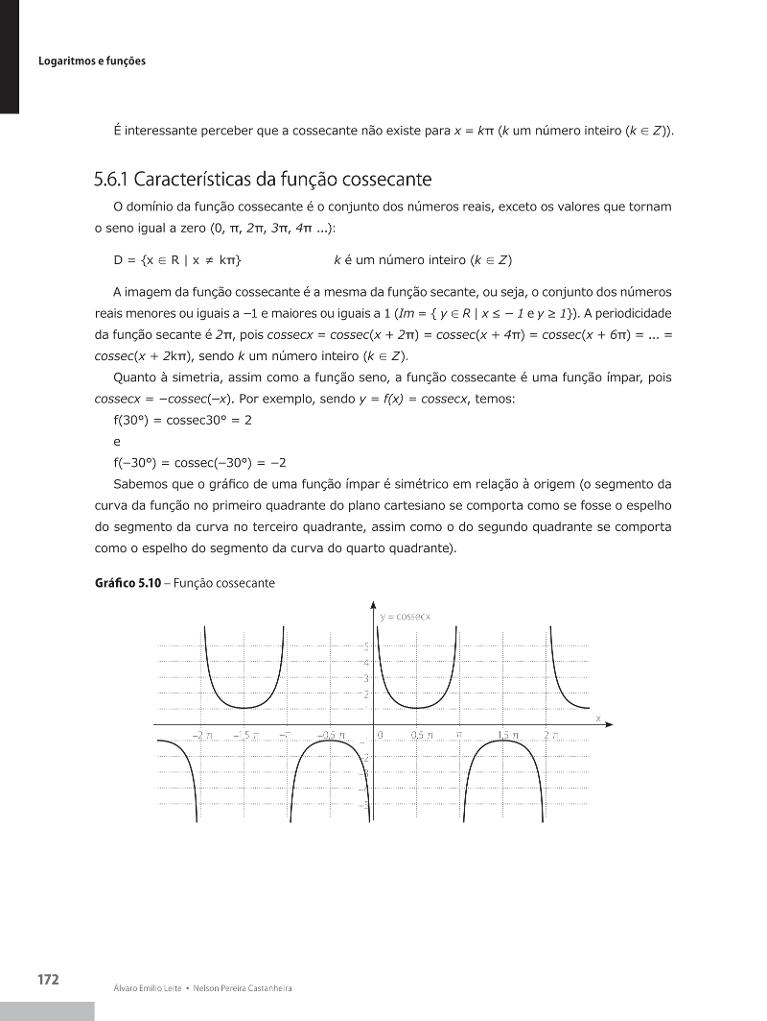 Logaritmos e funções
É interessante perceber que a cossecante não existe para x = kπ (k um número inteiro (k ∈ Z)).
5.6.1 Características da função cossecante
O domínio da função cossecante é o conjunto dos números reais, exceto os valores que tornam
o seno igual a zero (0, π, 2π, 3π, 4π ...):
D = {x ∈ R | x ≠ kπ} k é um número inteiro (k ∈ Z)
A imagem da função cossecante é a mesma da função secante, ou seja, o conjunto dos números
reais menores ou iguais a −1 e maiores ou iguais a 1 (Im = { y ∈ R | x ≤ − 1 e y ≥ 1}). A periodicidade
da função secante é 2π, pois cossecx = cossec(x + 2π) = cossec(x + 4π) = cossec(x + 6π) = ... =
cossec(x + 2kπ), sendo k um número inteiro (k ∈ Z).
Quanto à simetria, assim como a função seno, a função cossecante é uma função ímpar, pois
cossecx = −cossec(−x). Por exemplo, sendo y = f(x) = cossecx, temos:
f(30°) = cossec30° = 2
e
f(−30°) = cossec(−30°) = −2
Sabemos que o gráfico de uma função ímpar é simétrico em relação à origem (o segmento da
curva da função no primeiro quadrante do plano cartesiano se comporta como se fosse o espelho
do segmento da curva no terceiro quadrante, assim como o do segundo quadrante se comporta
como o espelho do segmento da curva do quarto quadrante).
Gráfico 5.10 – Função cossecante
y = cossecx
5
4
3
2
x
−2 π −1,5 π −π −0,5 π 0 0,5 π π 1,5 π 2 π
−2
−3
−4
−5
172
Álvaro Emílio Leite • Nelson Pereira Castanheira